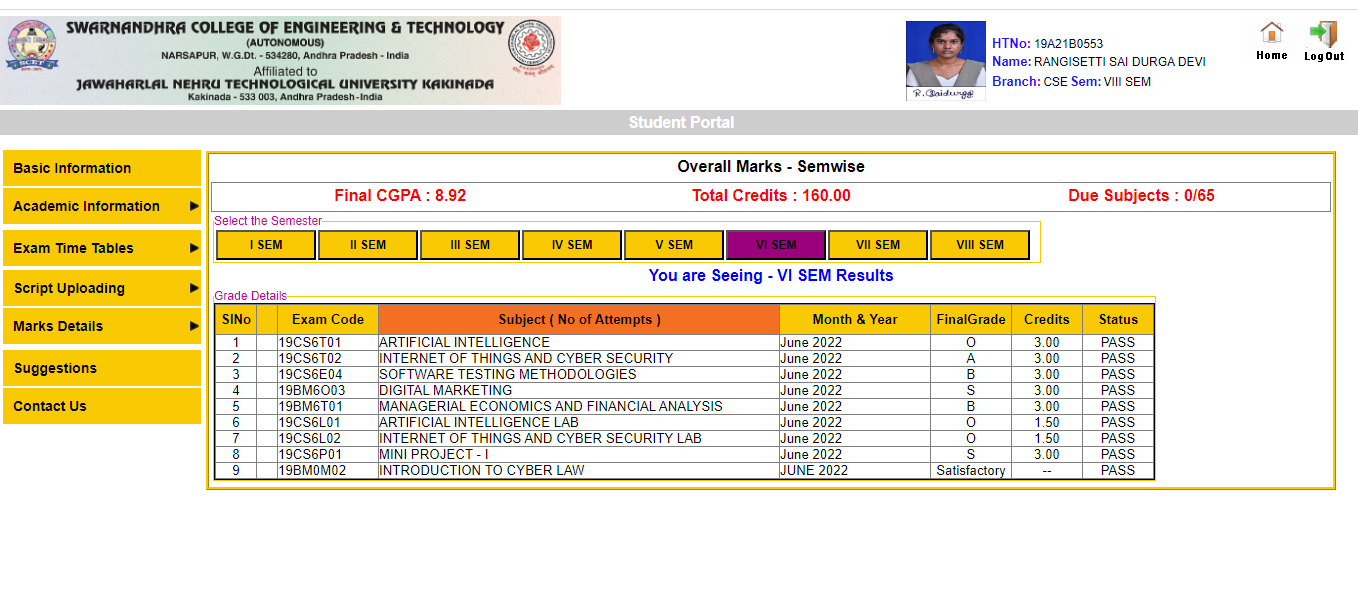 SWARNANDHRA COLLEGE OF ENGINEERING & TECHNOLOGY
(AUTONOMOUS)
NARSAPUR, W.G.Dt. - 534280, Andhra Pradesh - India
Affiliated to
JAWAHARLAL NEHRU TECHNOLOGICAL UNIVERSITY KAKINADA
Kakinada - 533 003, Andhra Pradesh-India
HTNo: 19A21B0553
Name: RANGISETTI SAI DURGA DEVI
Branch: CSE Sem: VIII SEM
Home
LogOut
Student Portal
Basic Information
Academic Information
Exam Time Tables
Script Uploading
Marks Details
Suggestions
Contact Us
Overall Marks - Semwise
Final CGPA : 8.92 Total Credits : 160.00 Due Subjects : 0/65
Select the Semester
I SEM II SEM III SEM IV SEM V SEM VI SEM VII SEM VIII SEM
You are Seeing - VI SEM Results
Grade Details
SlNo Exam Code Subject ( No of Attempts ) Month & Year FinalGrade Credits Status
1 19CS6T01 ARTIFICIAL INTELLIGENCE June 2022 O 3.00 PASS
2 19CS6T02 INTERNET OF THINGS AND CYBER SECURITY June 2022 A 3.00 PASS
3 19CS6E04 SOFTWARE TESTING METHODOLOGIES June 2022 B 3.00 PASS
4 19BM6O03 DIGITAL MARKETING June 2022 S 3.00 PASS
5 19BM6T01 MANAGERIAL ECONOMICS AND FINANCIAL ANALYSIS June 2022 B 3.00 PASS
6 19CS6L01 ARTIFICIAL INTELLIGENCE LAB June 2022 O 1.50 PASS
7 19CS6L02 INTERNET OF THINGS AND CYBER SECURITY LAB June 2022 O 1.50 PASS
8 19CS6P01 MINI PROJECT - I June 2022 S 3.00 PASS
9 19BM0M02 INTRODUCTION TO CYBER LAW JUNE 2022 Satisfactory -- PASS